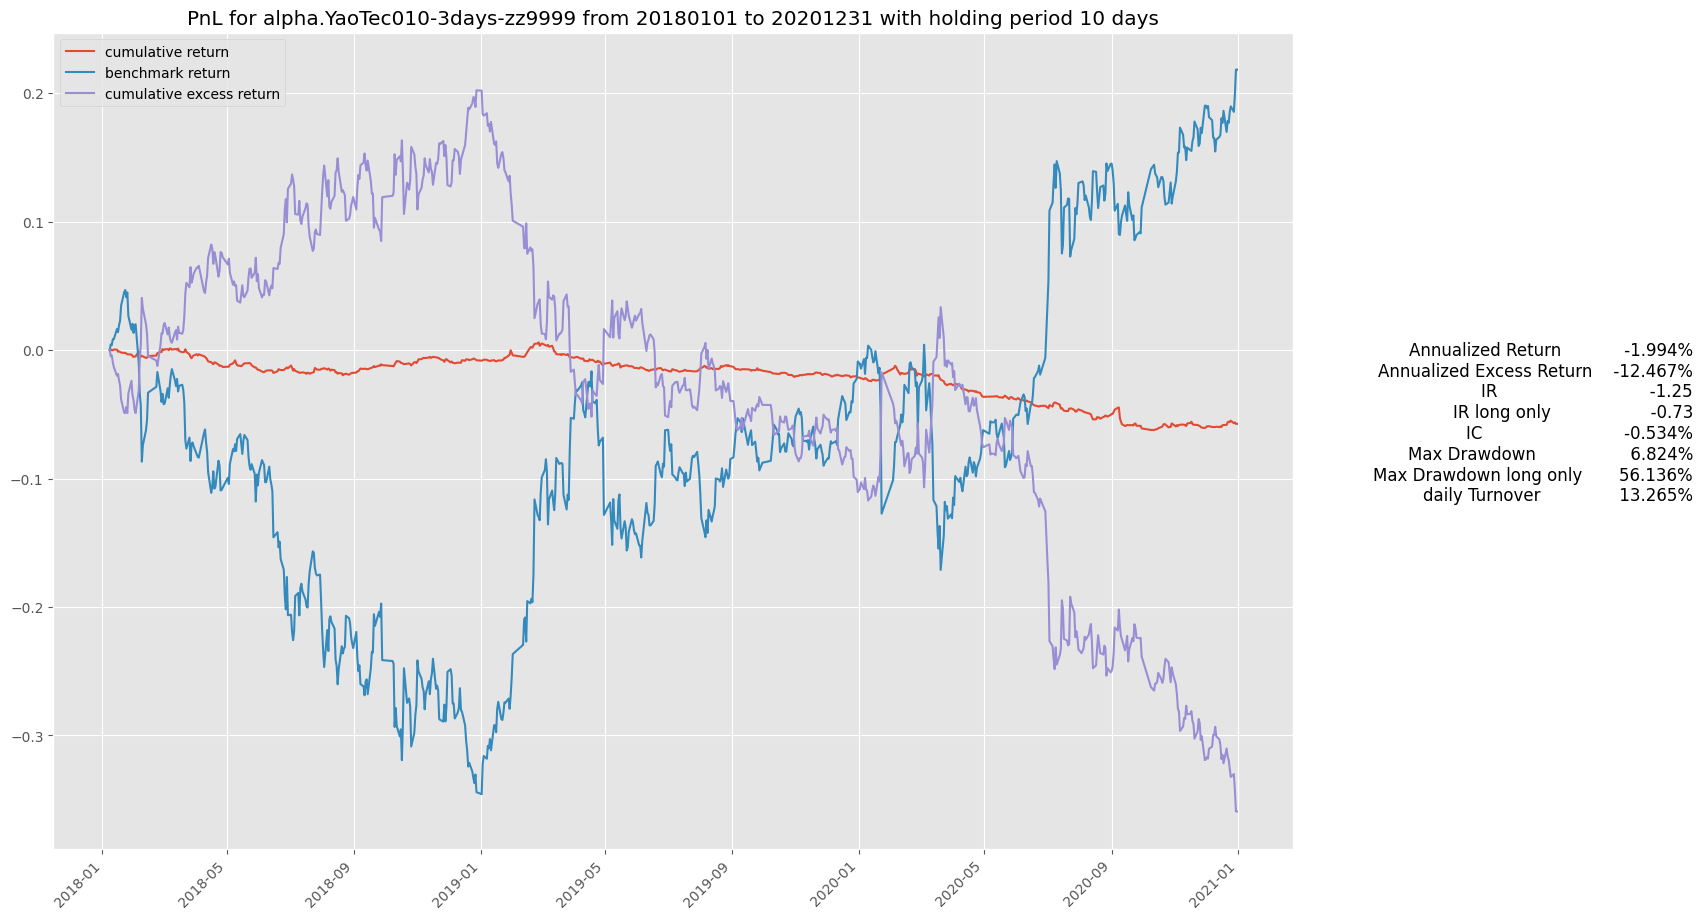 PnL for alpha.YaoTec010-3days-zz9999 from 20180101 to 20201231 with holding period 10 days
cumulative return
benchmark return
cumulative excess return
0.2
0.1
0.0
−0.1
−0.2
−0.3
2018-01
2018-05
2018-09
2019-01
2019-05
2019-09
2020-01
2020-05
2020-09
2021-01
Annualized Return -1.994%
Annualized Excess Return -12.467%
IR -1.25
IR long only -0.73
IC -0.534%
Max Drawdown 6.824%
Max Drawdown long only 56.136%
daily Turnover 13.265%